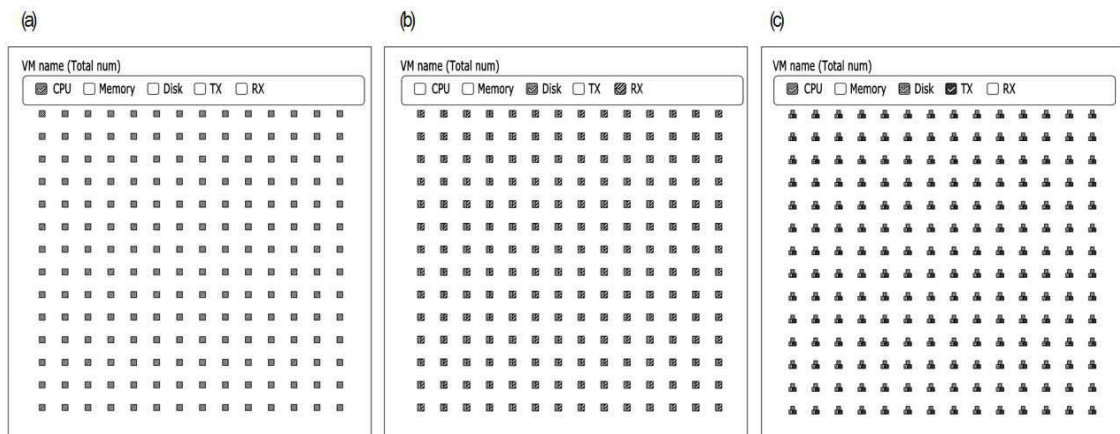 (a)
(b)
(c)
VM name (Total num)
CPU Memory Disk TX RX
VM name (Total num)
CPU Memory Disk TX RX
VM name (Total num)
CPU Memory Disk TX RX